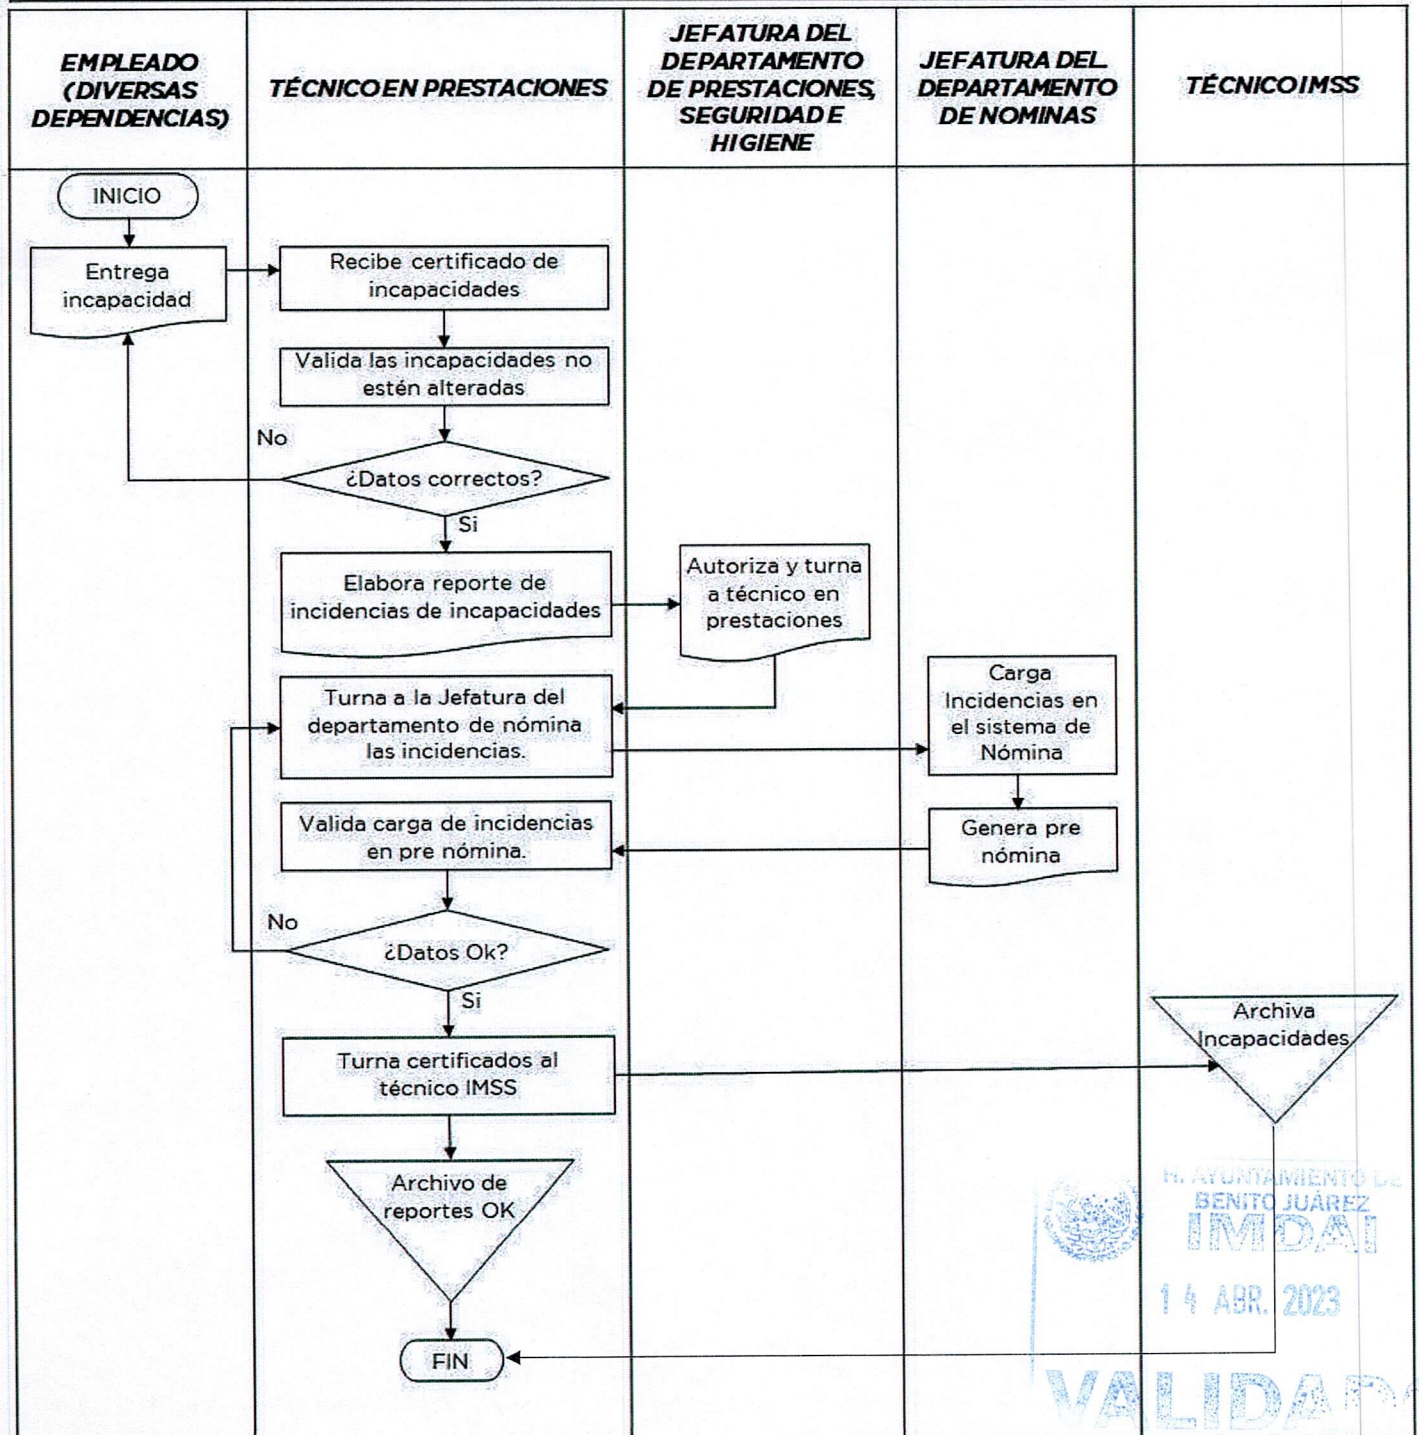 EMPLEADO
(DIVERSAS
DEPENDENCIAS)
TÉCNICO EN PRESTACIONES
JEFATURA DEL
DEPARTAMENTO
DE PRESTACIONES,
SEGURIDAD E
HIGIENE
JEFATURA DEL
DEPARTAMENTO
DE NOMINAS
TÉCNICO IMSS
INICIO
Entrega
incapacidad
Recibe certificado de
incapacidades
Valida las incapacidades no
estén alteradas
No
¿Datos correctos?
Si
Elabora reporte de
incidencias de incapacidades
Autoriza y turna
a técnico en
prestaciones
Turna a la Jefatura del
departamento de nómina
las incidencias.
Carga
Incidencias en
el sistema de
Nómina
Valida carga de incidencias
en pre nómina.
Genera pre
nómina
No
¿Datos Ok?
Si
Turna certificados al
técnico IMSS
Archiva
Incapacidades
Archivo de
reportes OK
FIN
H. AYUNTAMIENTO DE
BENITO JUÁREZ
IMDAI
14 ABR. 2023
VALIDAD